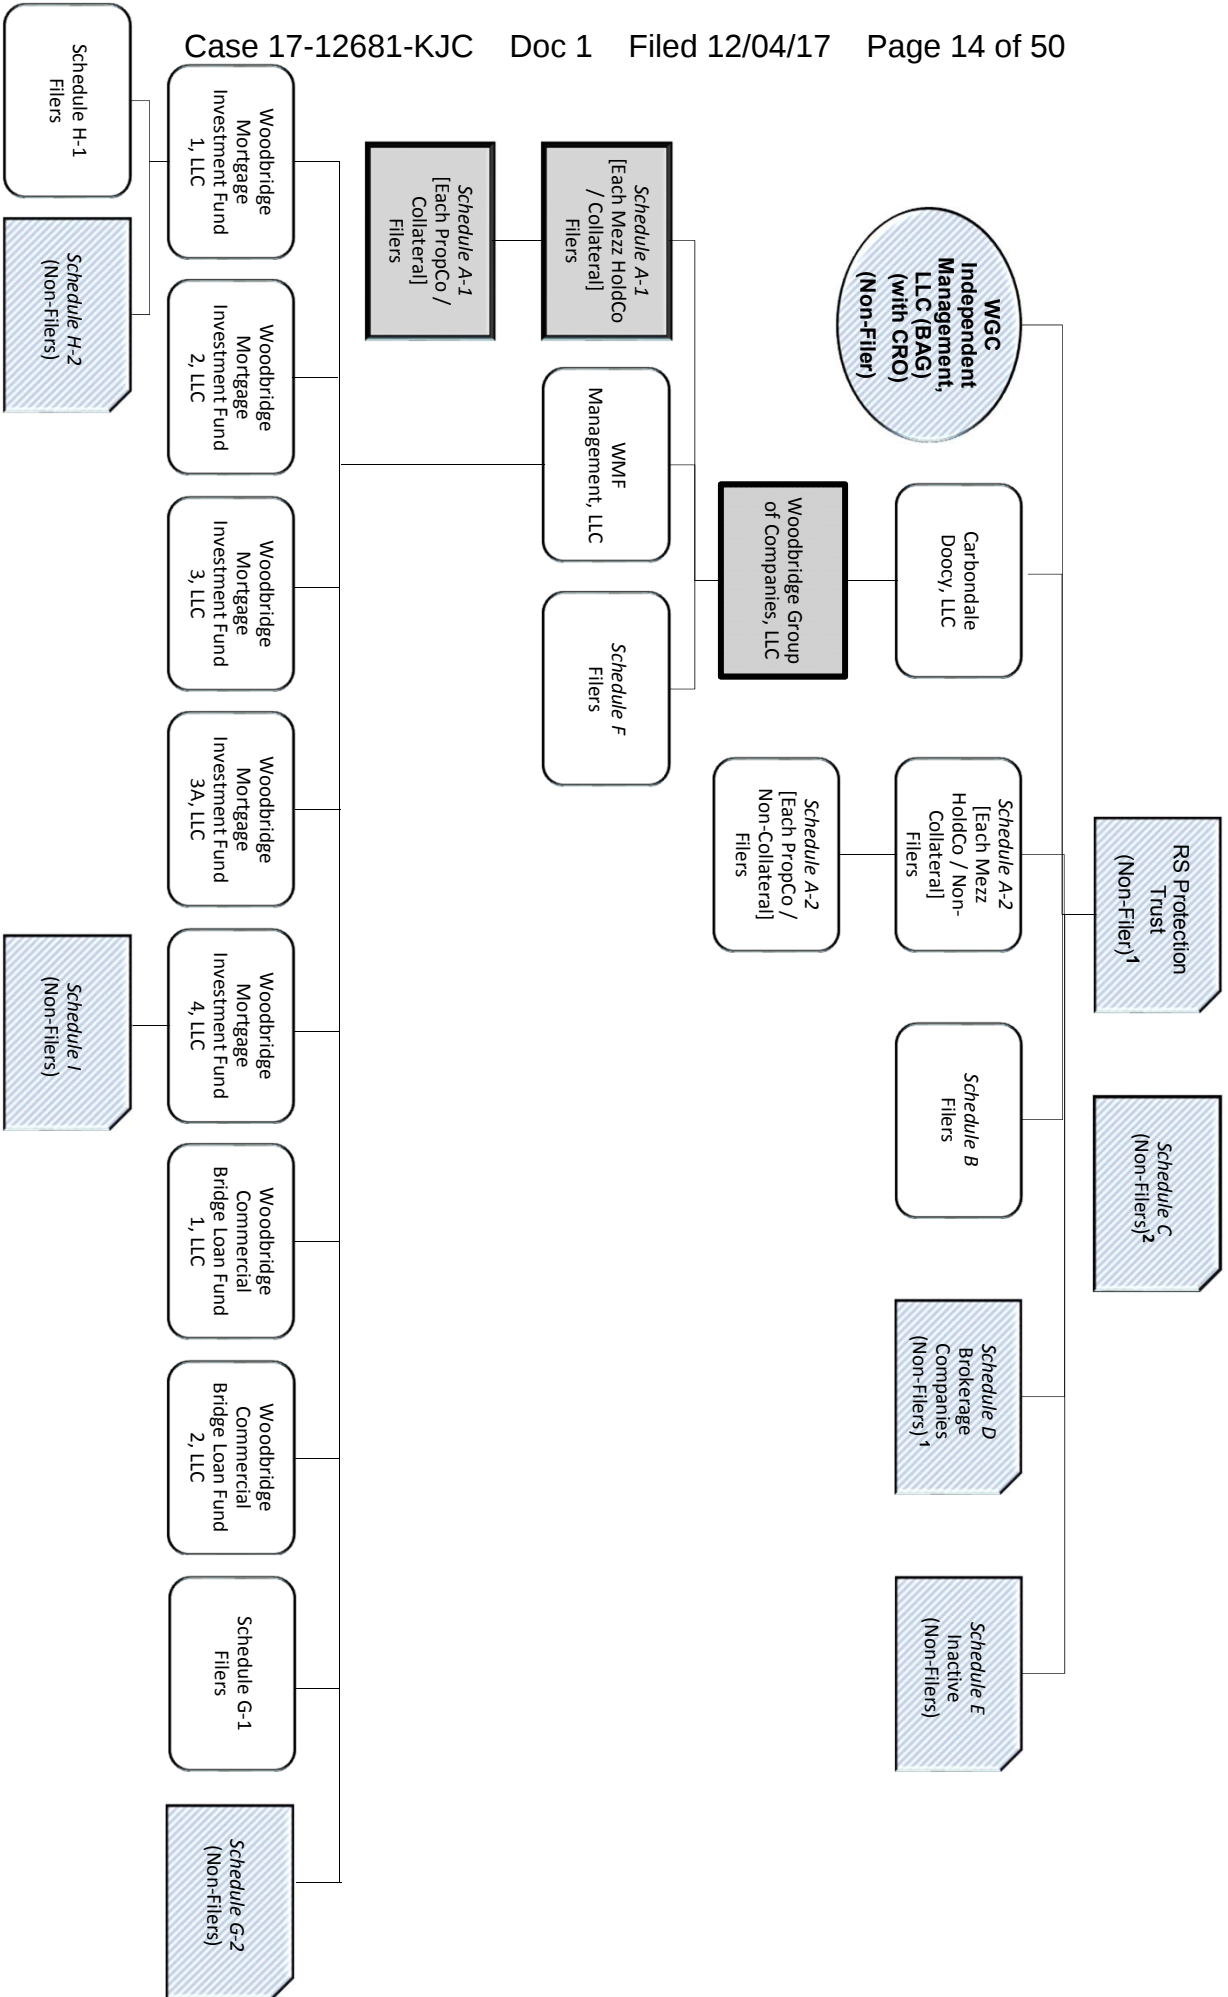 Case 17-12681-KJC Doc 1 Filed 12/04/17 Page 14 of 50
RS Protection
Trust
(Non-Filer)1
Schedule C
(Non-Filers)2
WGC
Independent
Management,
LLC (BAG)
(with CRO)
(Non-Filer)
Carbondale
Doocy, LLC
Schedule A-2
[Each Mezz
HoldCo / Non-
Collateral]
Filers
Schedule B
Filers
Schedule D
Brokerage
Companies
(Non-Filers)1
Schedule E
Inactive
(Non-Filers)
Woodbridge Group
of Companies, LLC
Schedule A-2
[Each PropCo /
Non-Collateral]
Filers
Schedule A-1
[Each Mezz HoldCo
/ Collateral]
Filers
WMF
Management, LLC
Schedule F
Filers
Schedule A-1
[Each PropCo /
Collateral]
Filers
Woodbridge
Mortgage
Investment Fund
1, LLC
Woodbridge
Mortgage
Investment Fund
2, LLC
Woodbridge
Mortgage
Investment Fund
3, LLC
Woodbridge
Mortgage
Investment Fund
3A, LLC
Woodbridge
Mortgage
Investment Fund
4, LLC
Woodbridge
Commercial
Bridge Loan Fund
1, LLC
Woodbridge
Commercial
Bridge Loan Fund
2, LLC
Schedule G-1
Filers
Schedule G-2
(Non-Filers)
Schedule H-1
Filers
Schedule H-2
(Non-Filers)
Schedule I
(Non-Filers)